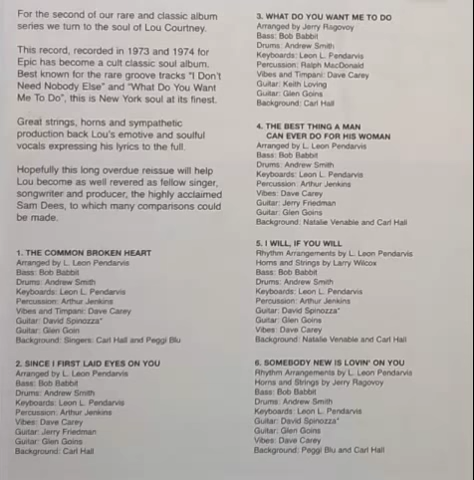 For the second of our rare and classic album
series we turn to the soul of Lou Courtney.
This record, recorded in 1973 and 1974 for
Epic has become a cult classic soul album.
Best known for the rare groove tracks "I Don't
Need Nobody Else" and "What Do You Want
Me To Do", this is New York soul at its finest.
Great strings, horns and sympathetic
production back Lou's emotive and soulful
vocals expressing his lyrics to the full.
Hopefully this long overdue reissue will help
Lou become as well revered as fellow singer,
songwriter and producer, the highly acclaimed
Sam Dees, to which many comparisons could
be made.
1. THE COMMON BROKEN HEART
Arranged by L. Leon Pendarvis
Bass: Bob Babbit
Drums: Andrew Smith
Keyboards: Leon L. Pendarvis
Percussion: Arthur Jenkins
Vibes and Timpani: Dave Carey
Guitar: David Spinozza*
Guitar: Glen Goin
Background: Singers: Carl Hall and Peggi Blu
2. SINCE I FIRST LAID EYES ON YOU
Arranged by L. Leon Pendarvis
Bass: Bob Babbit
Drums: Andrew Smith
Keyboards: Leon L. Pendarvis
Percussion: Arthur Jenkins
Vibes: Dave Carey
Guitar: Jerry Friedman
Guitar: Glen Goins
Background: Carl Hall
3. WHAT DO YOU WANT ME TO DO
Arranged by Jerry Ragovoy
Bass: Bob Babbit
Drums: Andrew Smith
Keyboards: Leon L. Pendarvis
Percussion: Ralph MacDonald
Vibes and Timpani: Dave Carey
Guitar: Keith Loving
Guitar: Glen Goins
Background: Carl Hall
4. THE BEST THING A MAN
CAN EVER DO FOR HIS WOMAN
Arranged by L. Leon Pendarvis
Bass: Bob Babbit
Drums: Andrew Smith
Keyboards: Leon L. Pendarvis
Percussion: Arthur Jenkins
Vibes: Dave Carey
Guitar: Jerry Friedman
Guitar: Glen Goins
Background: Natalie Venable and Carl Hall
5. I WILL, IF YOU WILL
Rhythm Arrangements by L. Leon Pendarvis
Horns and Strings by Larry Wilcox
Bass: Bob Babbit
Drums: Andrew Smith
Keyboards: Leon L. Pendarvis
Percussion: Arthur Jenkins
Guitar: David Spinozza*
Guitar: Glen Goins
Vibes: Dave Carey
Background: Natalie Venable and Carl Hall
6. SOMEBODY NEW IS LOVIN' ON YOU
Rhythm Arrangements by L. Leon Pendarvis
Horns and Strings by Jerry Ragovoy
Bass: Bob Babbit
Drums: Andrew Smith
Keyboards: Leon L. Pendarvis
Guitar: David Spinozza*
Guitar: Glen Goins
Vibes: Dave Carey
Background: Peggi Blu and Carl Hall